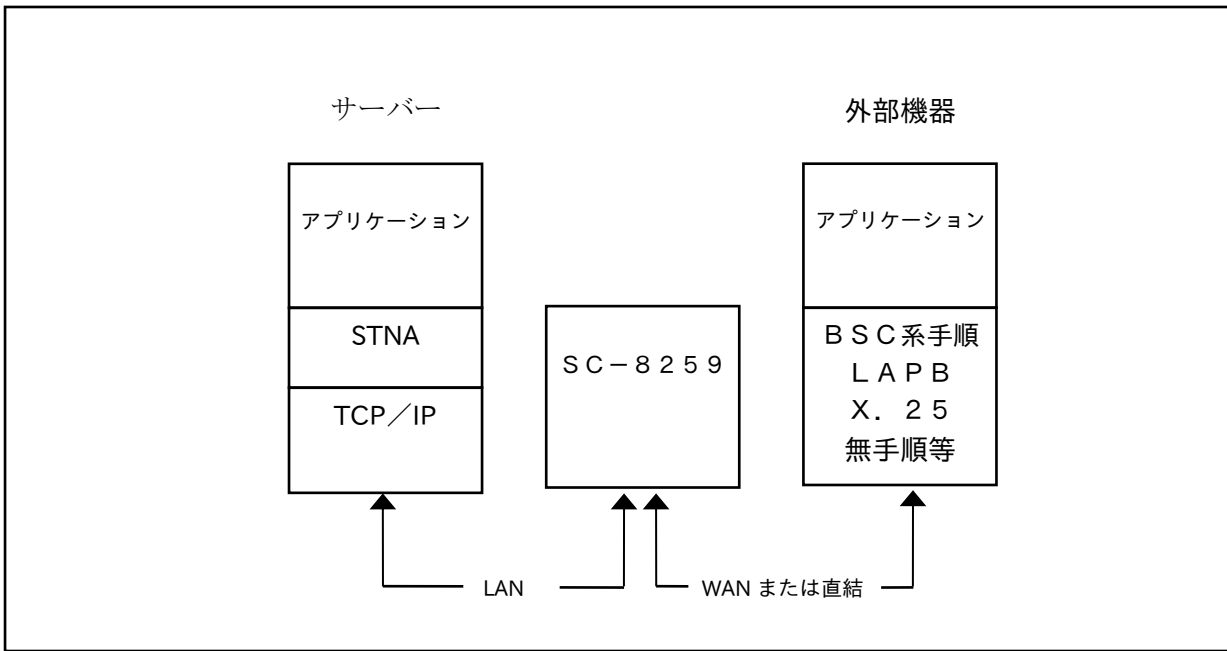 サーバー
外部機器
アプリケーション
アプリケーション
STNA
TCP／IP
ＳＣ－８２５９
ＢＳＣ系手順
ＬＡＰＢ
Ｘ．２５
無手順等
LAN
WAN または直結